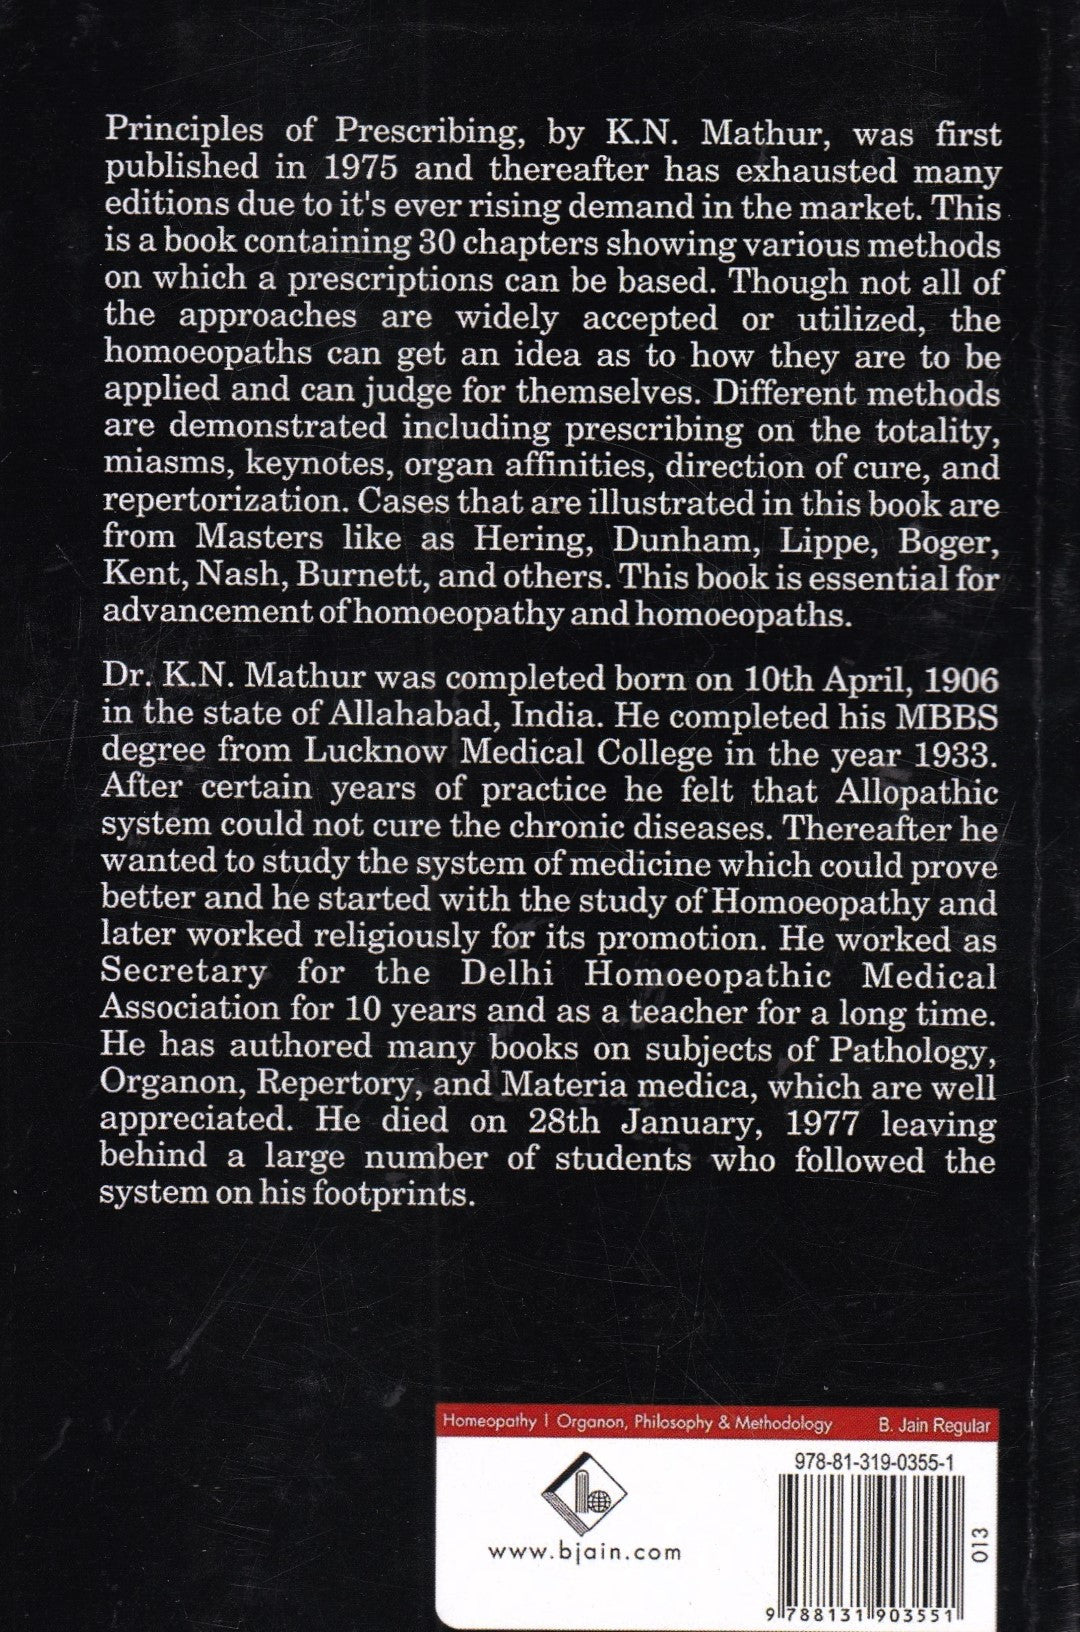 Principles of Prescribing, by K.N. Mathur, was first
published in 1975 and thereafter has exhausted many
editions due to it's ever rising demand in the market. This
is a book containing 30 chapters showing various methods
on which a prescriptions can be based. Though not all of
the approaches are widely accepted or utilized, the
homoeopaths can get an idea as to how they are to be
applied and can judge for themselves. Different methods
are demonstrated including prescribing on the totality,
miasms, keynotes, organ affinities, direction of cure, and
repertorization. Cases that are illustrated in this book are
from Masters like as Hering, Dunham, Lippe, Boger,
Kent, Nash, Burnett, and others. This book is essential for
advancement of homoeopathy and homoeopaths.
Dr. K.N. Mathur was completed born on 10th April, 1906
in the state of Allahabad, India. He completed his MBBS
degree from Lucknow Medical College in the year 1933.
After certain years of practice he felt that Allopathic
system could not cure the chronic diseases. Thereafter he
wanted to study the system of medicine which could prove
better and he started with the study of Homoeopathy and
later worked religiously for its promotion. He worked as
Secretary for the Delhi Homoeopathic Medical
Association for 10 years and as a teacher for a long time.
He has authored many books on subjects of Pathology,
Organon, Repertory, and Materia medica, which are well
appreciated. He died on 28th January, 1977 leaving
behind a large number of students who followed the
system on his footprints.
Homeopathy | Organon, Philosophy & Methodology B. Jain Regular
978-81-319-0355-1
www.bjain.com
013
9 788131 903551